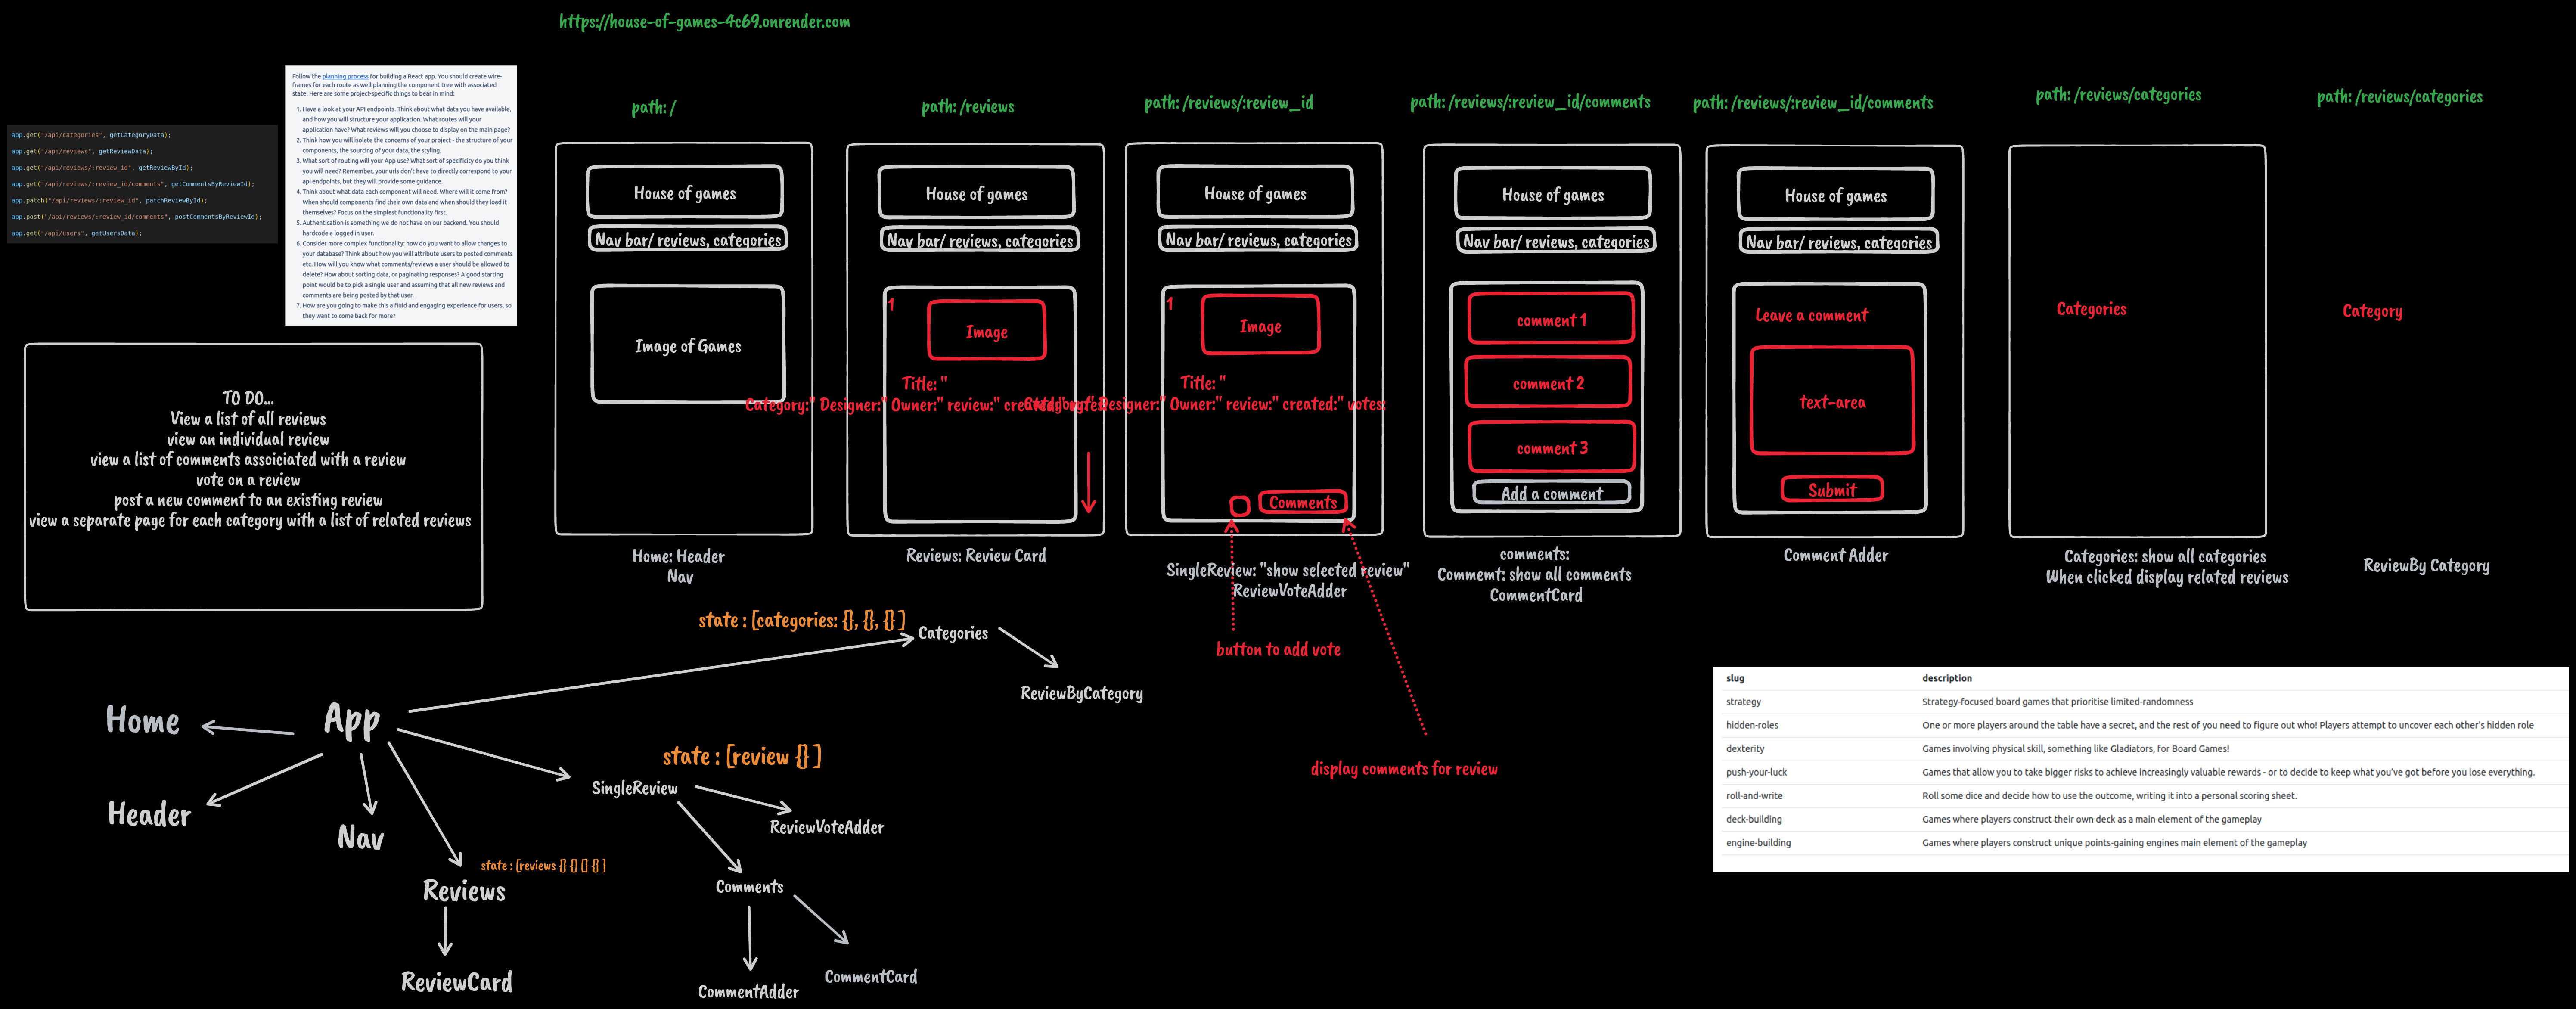 https://house-of-games-4c69.onrender.com
app.get("/api/categories", getCategoryData);
app.get("/api/reviews", getReviewData);
app.get("/api/reviews/:review_id", getReviewById);
app.get("/api/reviews/:review_id/comments", getCommentsByReviewId);
app.patch("/api/reviews/:review_id", patchReviewById);
app.post("/api/reviews/:review_id/comments", postCommentsByReviewId);
app.get("/api/users", getUsersData);
Follow the planning process for building a React app. You should create wire-
frames for each route as well planning the component tree with associated
state. Here are some project-specific things to bear in mind:
1. Have a look at your API endpoints. Think about what data you have available,
and how you will structure your application. What routes will your
application have? What reviews will you choose to display on the main page?
2. Think how you will isolate the concerns of your project - the structure of your
components, the sourcing of your data, the styling.
3. What sort of routing will your App use? What sort of specificity do you think
you will need? Remember, your urls don't have to directly correspond to your
api endpoints, but they will provide some guidance.
4. Think about what data each component will need. Where will it come from?
When should components find their own data and when should they load it
themselves? Focus on the simplest functionality first.
5. Authentication is something we do not have on our backend. You should
hardcode a logged in user.
6. Consider more complex functionality: how do you want to allow changes to
your database? Think about how you will attribute users to posted comments
etc. How will you know what comments/reviews a user should be allowed to
delete? How about sorting data, or paginating responses? A good starting
point would be to pick a single user and assuming that all new reviews and
comments are being posted by that user.
7. How are you going to make this a fluid and engaging experience for users, so
they want to come back for more?
TO DO...
View a list of all reviews
view an individual review
view a list of comments assoiciated with a review
vote on a review
post a new comment to an existing review
view a separate page for each category with a list of related reviews
path: /
House of games
Nav bar/ reviews, categories
Image of Games
Home: Header
Nav
path: /reviews
House of games
Nav bar/ reviews, categories
1
Image
Title: "
Category:" Designer:" Owner:" review:" created:" votes:
Reviews: Review Card
path: /reviews/:review_id
House of games
Nav bar/ reviews, categories
1
Image
Title: "
Category:" Designer:" Owner:" review:" created:" votes:
Comments
SingleReview: "show selected review"
ReviewVoteAdder
button to add vote
display comments for review
path: /reviews/:review_id/comments
House of games
Nav bar/ reviews, categories
comment 1
comment 2
comment 3
Add a comment
comments:
Comment: show all comments
CommentCard
path: /reviews/:review_id/comments
House of games
Nav bar/ reviews, categories
Leave a comment
text-area
Submit
Comment Adder
path: /reviews/categories
Categories
Categories: show all categories
When clicked display related reviews
path: /reviews/categories
Category
ReviewBy Category
state : [categories: {}, {}, {} ]
Categories
ReviewByCategory
Home
App
Header
Nav
state : [review {} ]
SingleReview
ReviewVoteAdder
state : [reviews {} {} {} {} ]
Reviews
Comments
ReviewCard
CommentAdder
CommentCard
slug description
strategy Strategy-focused board games that prioritise limited-randomness
hidden-roles One or more players around the table have a secret, and the rest of you need to figure out who! Players attempt to uncover each other's hidden role
dexterity Games involving physical skill, something like Gladiators, for Board Games!
push-your-luck Games that allow you to take bigger risks to achieve increasingly valuable rewards - or to decide to keep what you've got before you lose everything.
roll-and-write Roll some dice and decide how to use the outcome, writing it into a personal scoring sheet.
deck-building Games where players construct their own deck as a main element of the gameplay
engine-building Games where players construct unique points-gaining engines main element of the gameplay